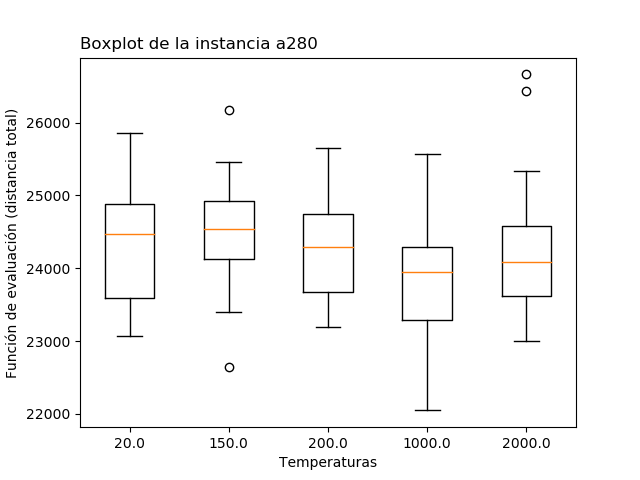 Boxplot de la instancia a280
Función de evaluación (distancia total)
26000
25000
24000
23000
22000
20.0 150.0 200.0 1000.0 2000.0
Temperaturas